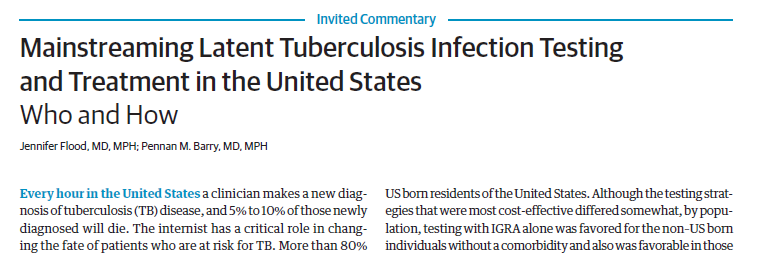 Invited Commentary
Mainstreaming Latent Tuberculosis Infection Testing
and Treatment in the United States
Who and How
Jennifer Flood, MD, MPH; Pennan M. Barry, MD, MPH
Every hour in the United States a clinician makes a new diag-
nosis of tuberculosis (TB) disease, and 5% to 10% of those newly
diagnosed will die. The internist has a critical role in chang-
ing the fate of patients who are at risk for TB. More than 80%
US born residents of the United States. Although the testing strat-
egies that were most cost-effective differed somewhat, by popu-
lation, testing with IGRA alone was favored for the non-US born
individuals without a comorbidity and also was favorable in those